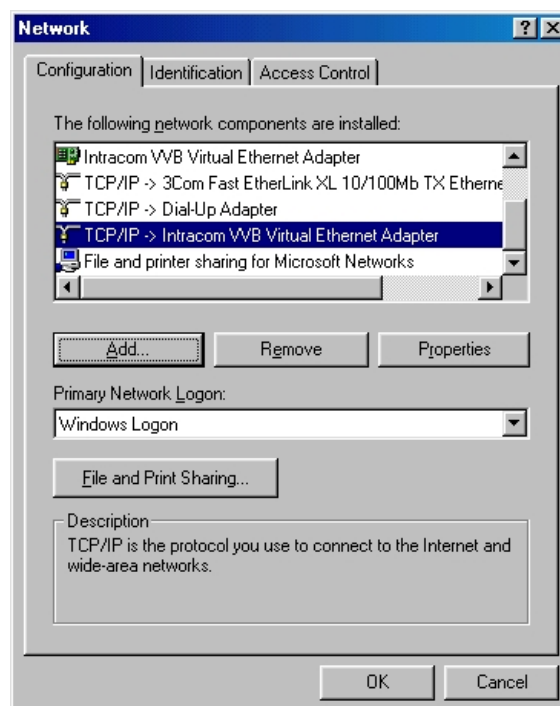 Network
Configuration Identification Access Control
The following network components are installed:
Intracom VVB Virtual Ethernet Adapter
TCP/IP -> 3Com Fast EtherLink XL 10/100Mb TX Etherne
TCP/IP -> Dial-Up Adapter
TCP/IP -> Intracom VVB Virtual Ethernet Adapter
File and printer sharing for Microsoft Networks
Add... Remove Properties
Primary Network Logon:
Windows Logon
File and Print Sharing...
Description
TCP/IP is the protocol you use to connect to the Internet and
wide-area networks.
OK Cancel